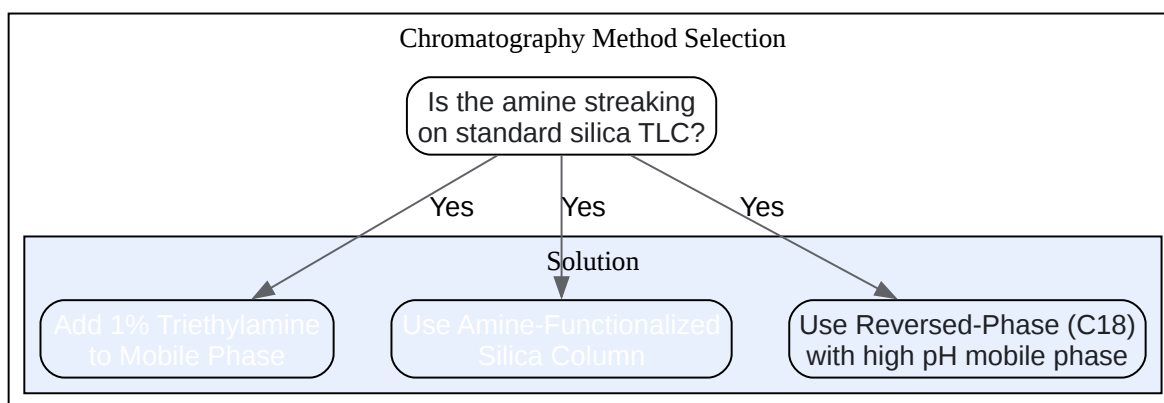 Chromatography Method Selection
Is the amine streaking
on standard silica TLC?
Yes
Yes
Yes
Solution
Add 1% Triethylamine
to Mobile Phase
Use Amine-Functionalized
Silica Column
Use Reversed-Phase (C18)
with high pH mobile phase